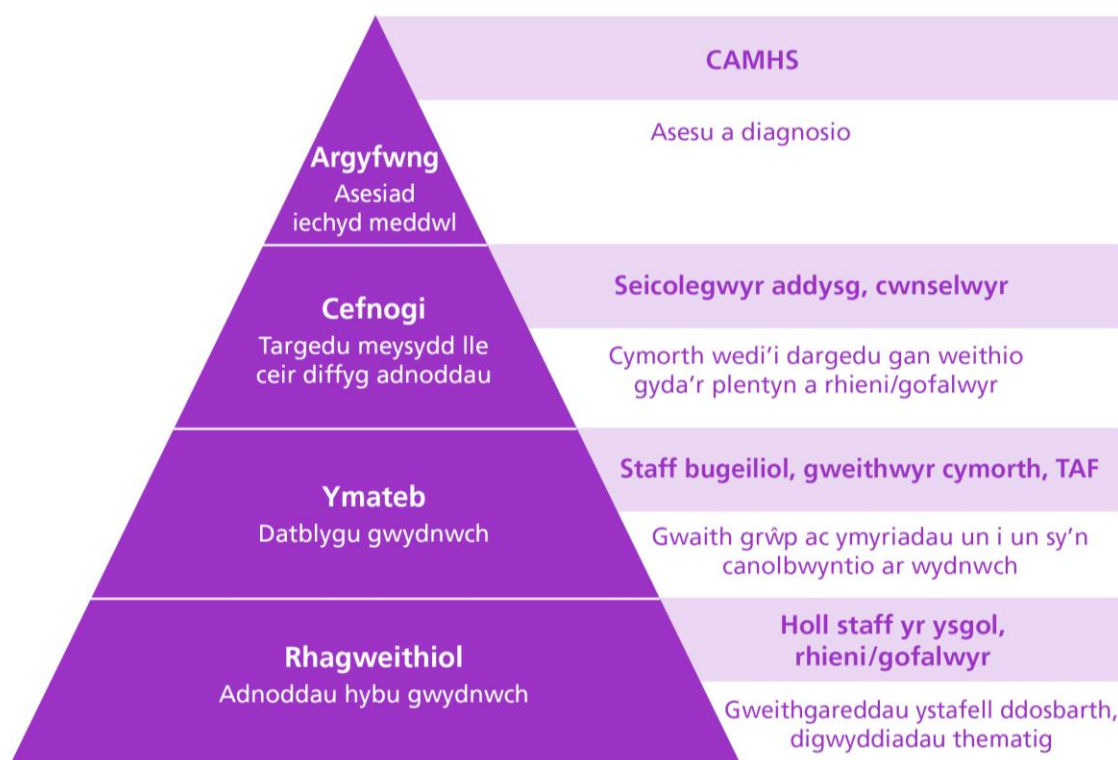 CAMHS
Asesu a diagnosio
Argyfwng
Asesiad
iechyd meddwl
Seicolegwyr addysg, cwnselwyr
Cymorth wedi’i dargedu gan weithio
gyda’r plentyn a rhieni/gofalwyr
Cefnogi
Targedu meysydd lle
ceir diffyg adnoddau
Staff bugeiliol, gweithwyr cymorth, TAF
Gwaith grŵp ac ymyriadau un i un sy’n
canolbwyntio ar wydnwch
Ymateb
Datblygu gwydnwch
Holl staff yr ysgol,
rhieni/gofalwyr
Gweithgareddau ystafell ddosbarth,
digwyddiadau thematig
Rhagweithiol
Adnoddau hybu gwydnwch